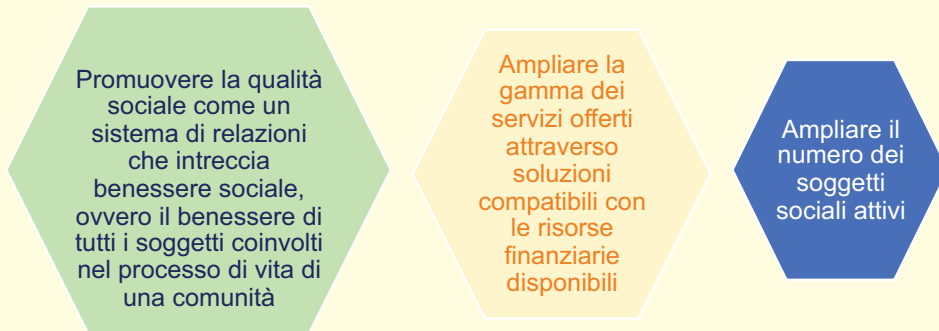 Promuovere la qualità
sociale come un
sistema di relazioni
che intreccia
benessere sociale,
ovvero il benessere di
tutti i soggetti coinvolti
nel processo di vita di
una comunità
Ampliare la
gamma dei
servizi offerti
attraverso
soluzioni
compatibili con
le risorse
finanziarie
disponibili
Ampliare il
numero dei
soggetti
sociali attivi